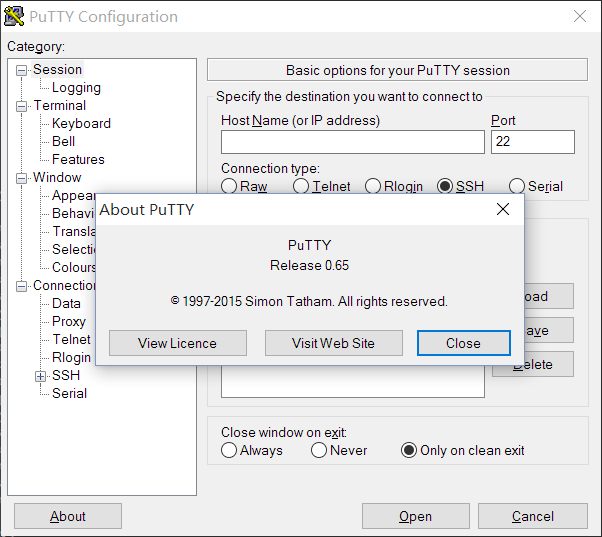 PuTTY Configuration
Category:
Session
Logging
Terminal
Keyboard
Bell
Features
Window
Appear
Behavi
Transla
Selecti
Colours
Connection
Data
Proxy
Telnet
Rlogin
SSH
Serial
Basic options for your PuTTY session
Specify the destination you want to connect to
Host Name (or IP address) Port
22
Connection type:
Raw Telnet Rlogin SSH Serial
About PuTTY
PuTTY
Release 0.65
© 1997-2015 Simon Tatham. All rights reserved.
View Licence Visit Web Site Close
oad
ave
Delete
Close window on exit:
Always Never Only on clean exit
About Open Cancel